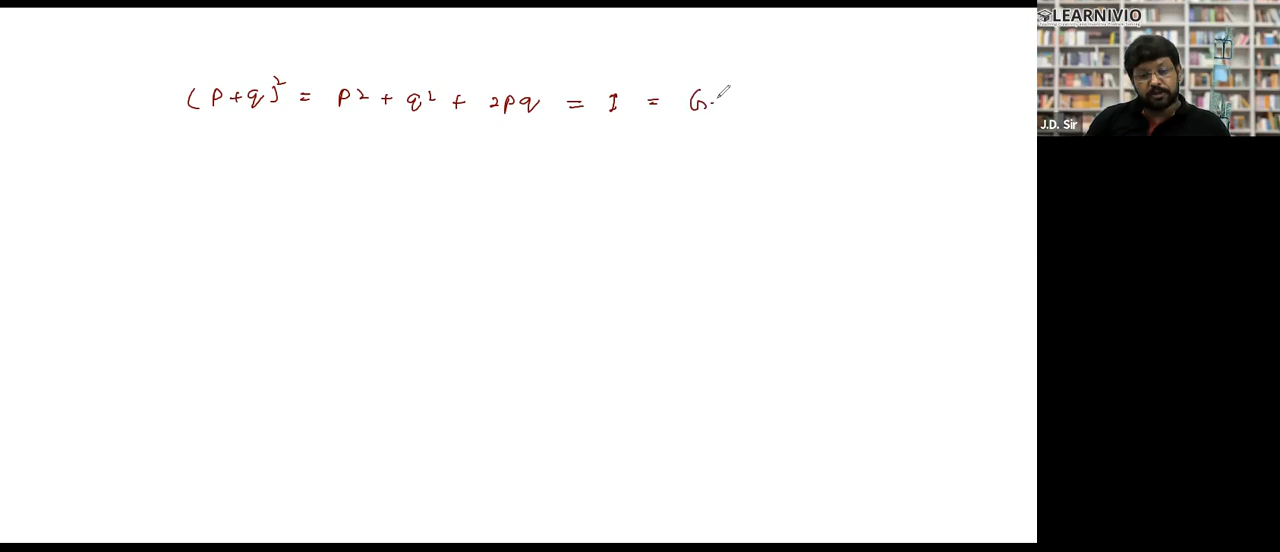 LEARNIVIO
(p+q)² = p² + q² + 2pq = 1 = G.
J.D. Sir